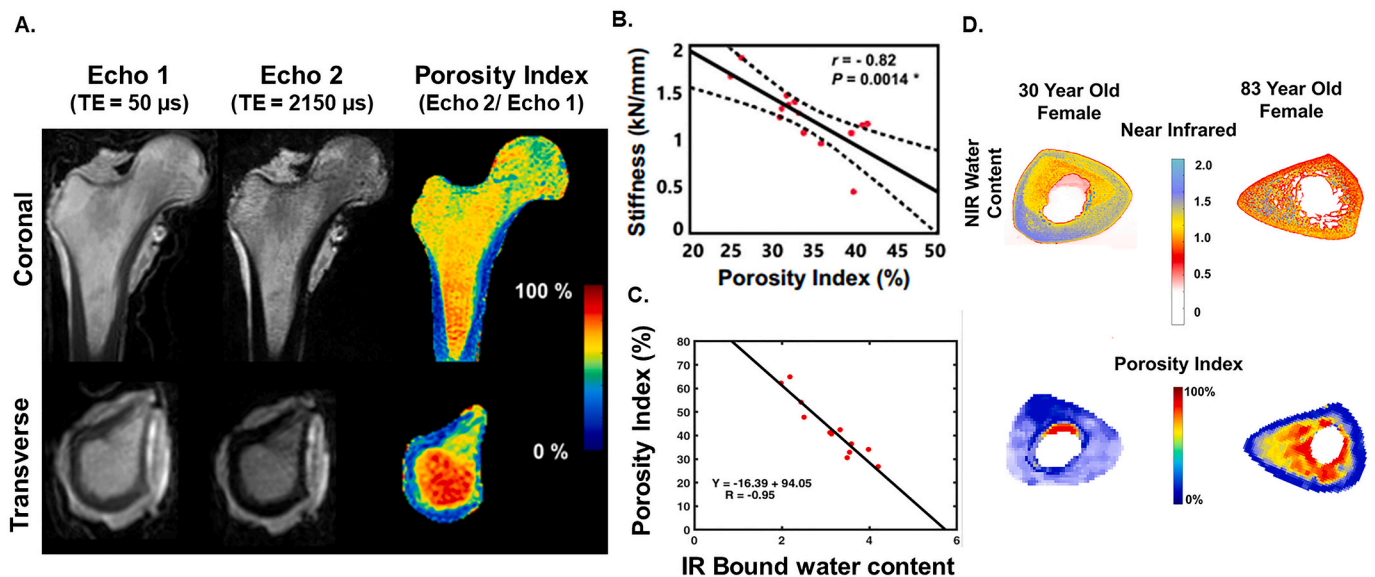 A.
Echo 1
(TE = 50 µs)
Echo 2
(TE = 2150 µs)
Porosity Index
(Echo 2/ Echo 1)
Coronal
Transverse
100 %
0 %
B.
r = - 0.82
P = 0.0014 *
Stiffness (kN/mm)
2
1.5
1
0.5
0
20
25
30
35
40
45
50
Porosity Index (%)
C.
Porosity Index (%)
80
70
60
50
40
30
20
10
0
Y = -16.39 + 94.05
R = -0.95
0
2
4
6
IR Bound water content
D.
30 Year Old
Female
83 Year Old
Female
Near Infrared
NIR Water
Content
2.0
1.5
1.0
0.5
0
Porosity Index
100%
0%